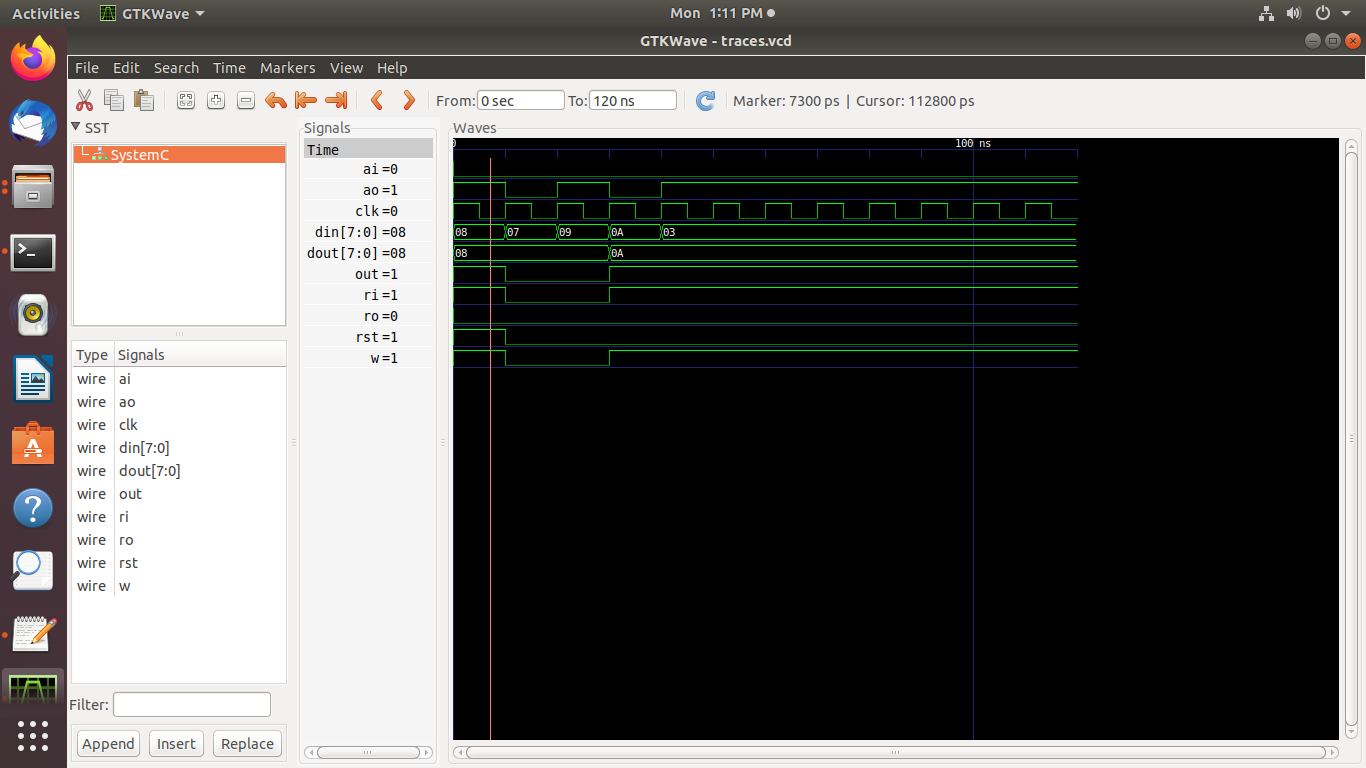 Activities GTKWave Mon 1:11 PM
GTKWave - traces.vcd
File Edit Search Time Markers View Help
From: 0 sec To: 120 ns Marker: 7300 ps | Cursor: 112800 ps
SST
SystemC
Type Signals
wire ai
wire ao
wire clk
wire din[7:0]
wire dout[7:0]
wire out
wire ri
wire ro
wire rst
wire w
Filter:
Append Insert Replace
Signals
Time
ai =0
ao =1
clk =0
din[7:0] =08
dout[7:0] =08
out =1
ri =1
ro =0
rst =1
w =1
Waves
0 100 ns
08 07 09 0A 03
08 0A